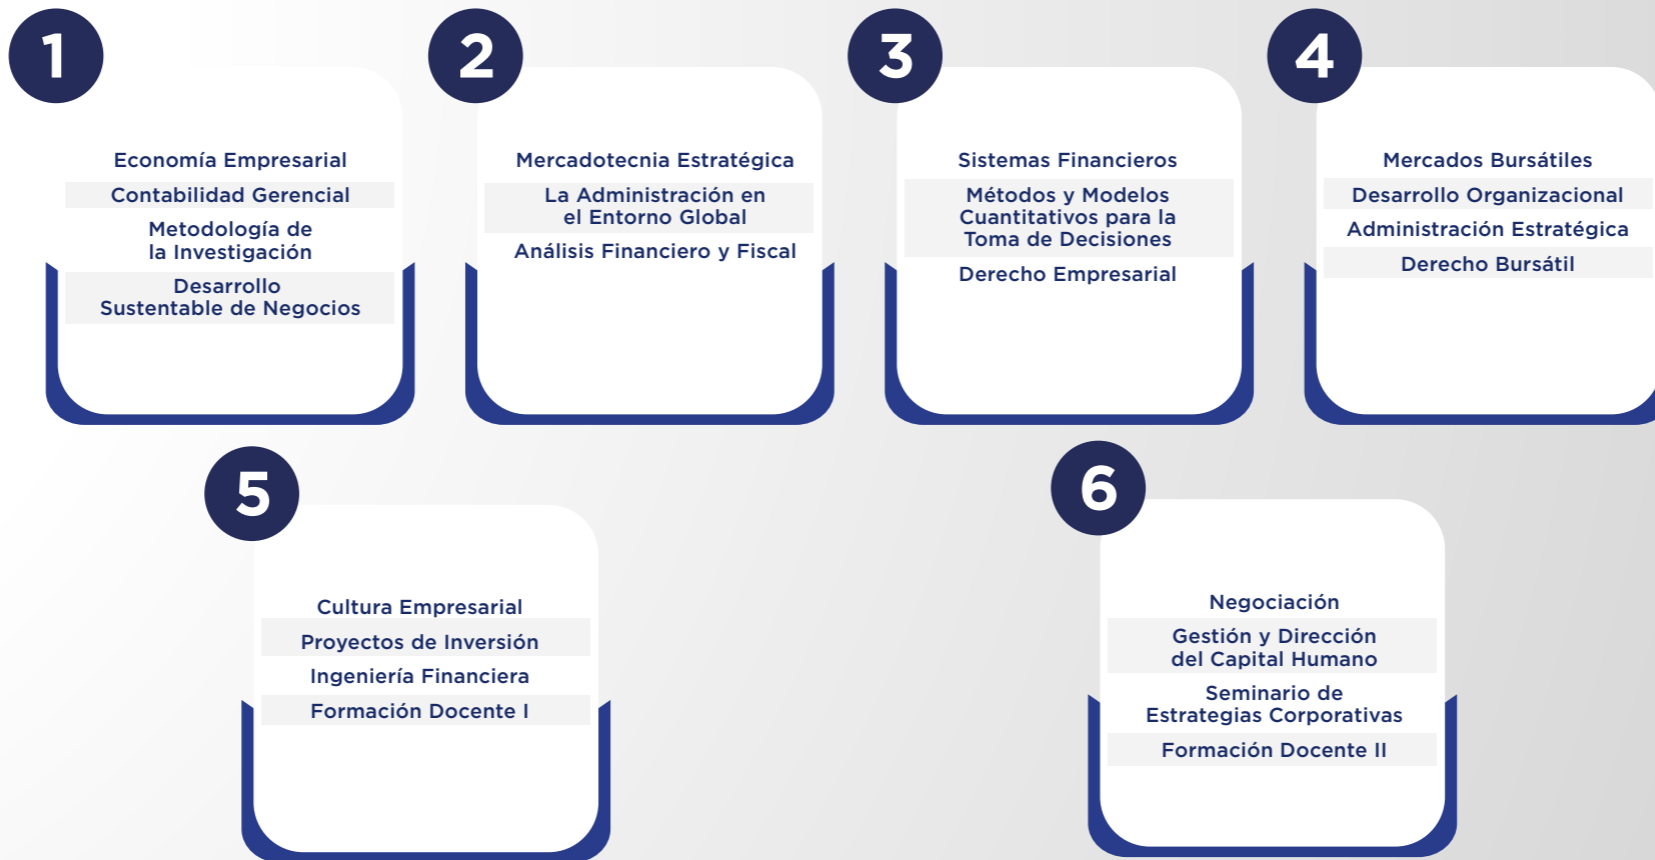 1
Economía Empresarial
Contabilidad Gerencial
Metodología de
la Investigación
Desarrollo
Sustentable de Negocios
2
Mercadotecnia Estratégica
La Administración en
el Entorno Global
Análisis Financiero y Fiscal
3
Sistemas Financieros
Métodos y Modelos
Cuantitativos para la
Toma de Decisiones
Derecho Empresarial
4
Mercados Bursátiles
Desarrollo Organizacional
Administración Estratégica
Derecho Bursátil
5
Cultura Empresarial
Proyectos de Inversión
Ingeniería Financiera
Formación Docente I
6
Negociación
Gestión y Dirección
del Capital Humano
Seminario de
Estrategias Corporativas
Formación Docente II